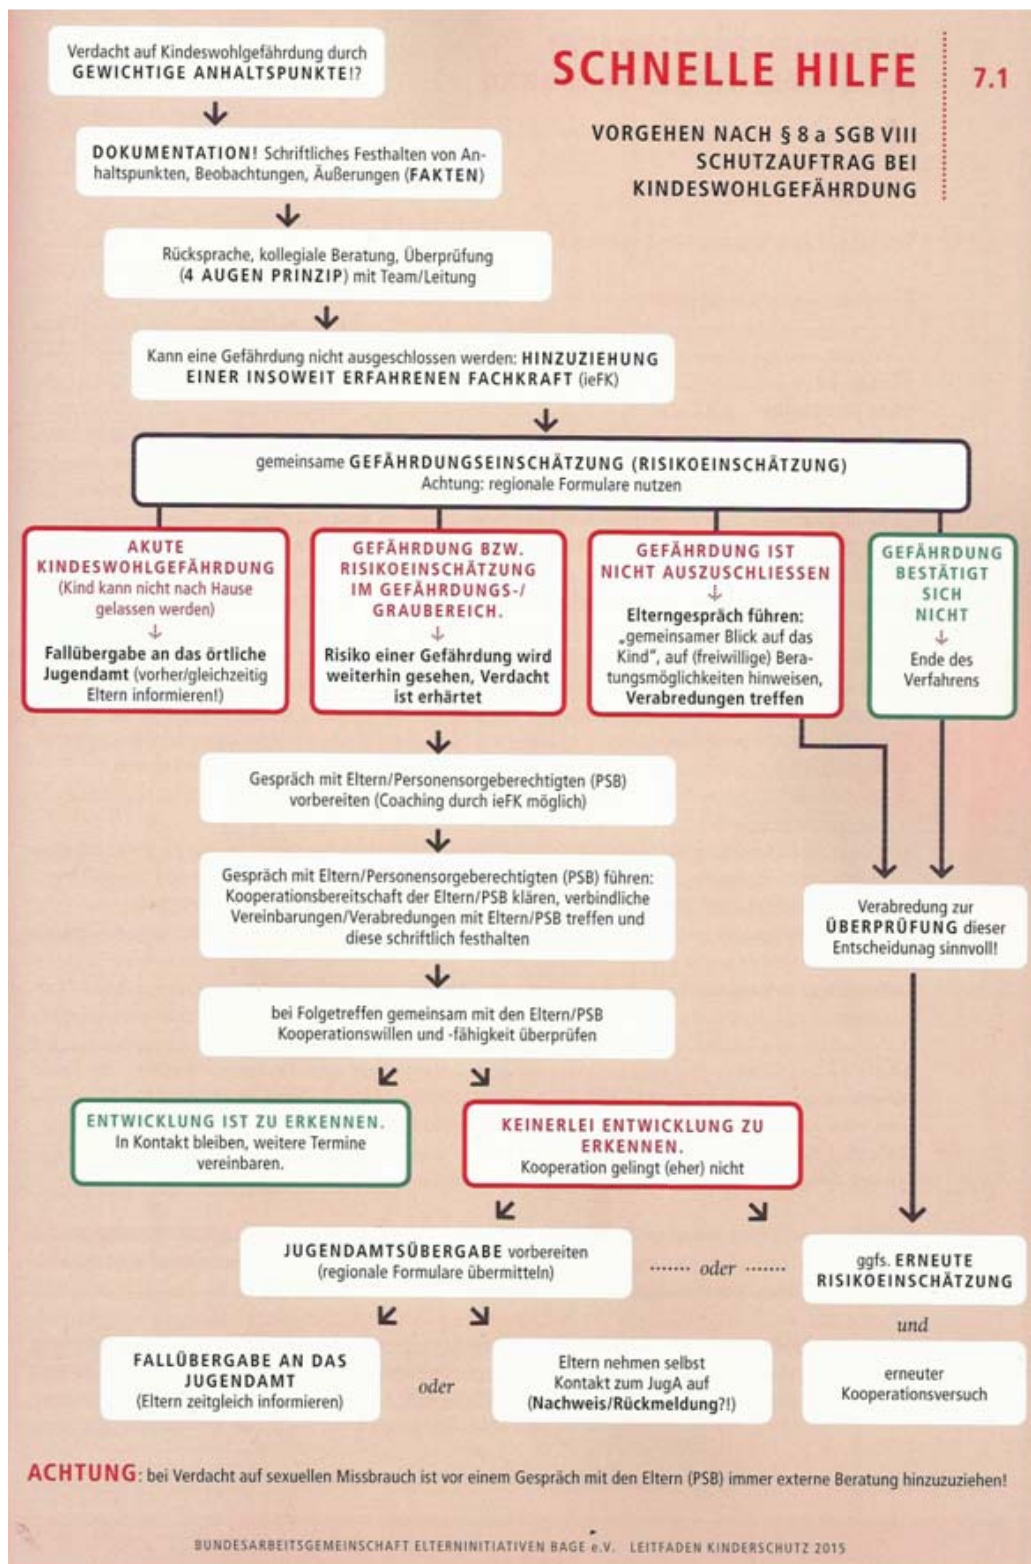 Verdacht auf Kindeswohlgefährdung durch
GEWICHTIGE ANHALTSPUNKTE!?
SCHNELLE HILFE
7.1
VORGEHEN NACH § 8 a SGB VIII
SCHUTZAUFTRAG BEI
KINDESWOHLGEFÄHRDUNG
DOKUMENTATION! Schriftliches Festhalten von An-
haltspunkten, Beobachtungen, Äußerungen (FAKTEN)
Rücksprache, kollegiale Beratung, Überprüfung
(4 AUGEN PRINZIP) mit Team/Leitung
Kann eine Gefährdung nicht ausgeschlossen werden: HINZUZIEHUNG
EINER INSOWEIT ERFAHRENEN FACHKRAFT (ieFK)
gemeinsame GEFÄHRDUNGSEINSCHÄTZUNG (RISIKOEINSCHÄTZUNG)
Achtung: regionale Formulare nutzen
AKUTE
KINDESWOHLGEFÄHRDUNG
(Kind kann nicht nach Hause
gelassen werden)
Fallübergabe an das örtliche
Jugendamt (vorher/gleichzeitig
Eltern informieren!)
GEFÄHRDUNG BZW.
RISIKOEINSCHÄTZUNG
IM GEFÄHRDUNGS-/
GRAUBEREICH.
Risiko einer Gefährdung wird
weiterhin gesehen, Verdacht
ist erhärtet
GEFÄHRDUNG IST
NICHT AUSZUSCHLIESSEN
Elterngespräch führen:
„gemeinsamer Blick auf das
Kind“, auf (freiwillige) Bera-
tungsmöglichkeiten hinweisen,
Verabredungen treffen
GEFÄHRDUNG
BESTÄTIGT
SICH
NICHT
Ende des
Verfahrens
Gespräch mit Eltern/Personensorgeberechtigten (PSB)
vorbereiten (Coaching durch ieFK möglich)
Gespräch mit Eltern/Personensorgeberechtigten (PSB) führen:
Kooperationsbereitschaft der Eltern/PSB klären, verbindliche
Vereinbarungen/Verabredungen mit Eltern/PSB treffen und
diese schriftlich festhalten
Verabredung zur
ÜBERPRÜFUNG dieser
Entscheidunag sinnvoll!
bei Folgetreffen gemeinsam mit den Eltern/PSB
Kooperationswillen und -fähigkeit überprüfen
ENTWICKLUNG IST ZU ERKENNEN.
In Kontakt bleiben, weitere Termine
vereinbaren.
KEINERLEI ENTWICKLUNG ZU
ERKENNEN.
Kooperation gelingt (eher) nicht
JUGENDAMTSÜBERGABE vorbereiten
(regionale Formulare übermitteln)
....... oder .......
ggfs. ERNEUTE
RISIKOEINSCHÄTZUNG
und
FALLÜBERGABE AN DAS
JUGENDAMT
(Eltern zeitgleich informieren)
oder
Eltern nehmen selbst
Kontakt zum JugA auf
(Nachweis/Rückmeldung?!)
erneuter
Kooperationsversuch
ACHTUNG: bei Verdacht auf sexuellen Missbrauch ist vor einem Gespräch mit den Eltern (PSB) immer externe Beratung hinzuzuziehen!
BUNDESARBEITSGEMEINSCHAFT ELTERNINITIATIVEN BAGE e.V. LEITFADEN KINDERSCHUTZ 2015